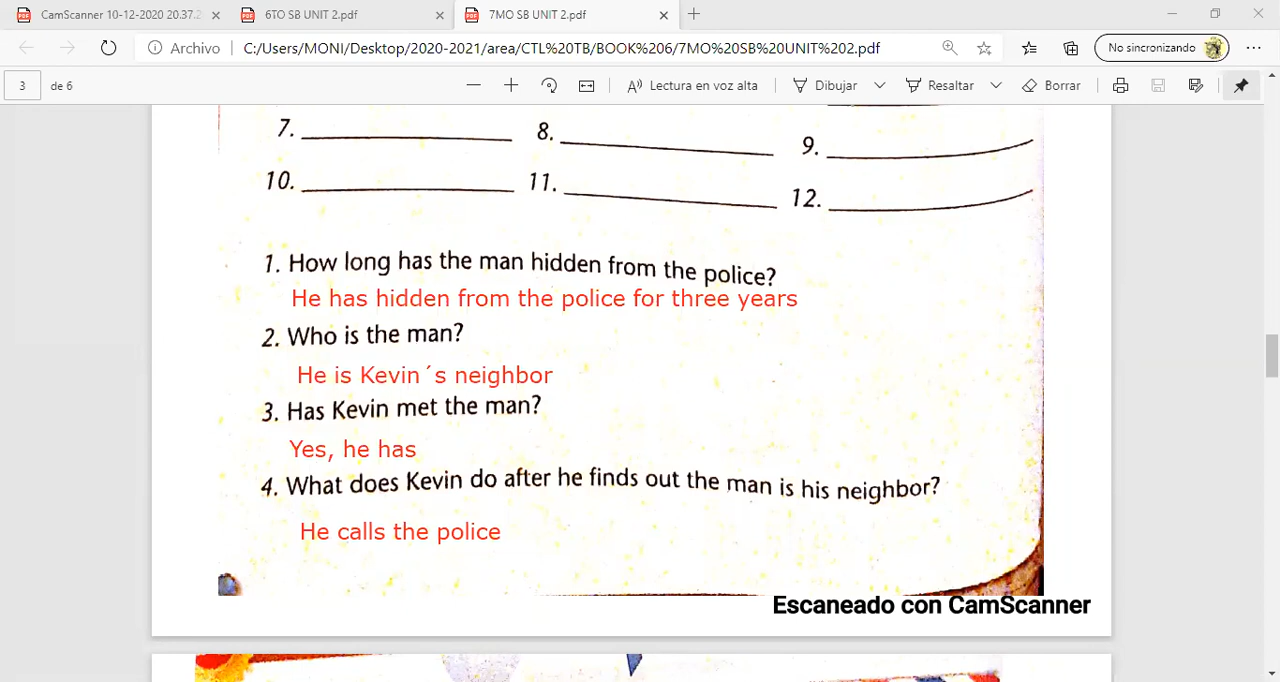 CamScanner 10-12-2020 20.37.2
6TO SB UNIT 2.pdf
7MO SB UNIT 2.pdf
Archivo
C:/Users/MONI/Desktop/2020-2021/area/CTL%20TB/BOOK%206/7MO%20SB%20UNIT%202.pdf
No sincronizando
3 de 6
Lectura en voz alta
Dibujar
Resaltar
Borrar
7. 8. 9.
10. 11. 12.
1. How long has the man hidden from the police?
He has hidden from the police for three years
2. Who is the man?
He is Kevin´s neighbor
3. Has Kevin met the man?
Yes, he has
4. What does Kevin do after he finds out the man is his neighbor?
He calls the police
Escaneado con CamScanner